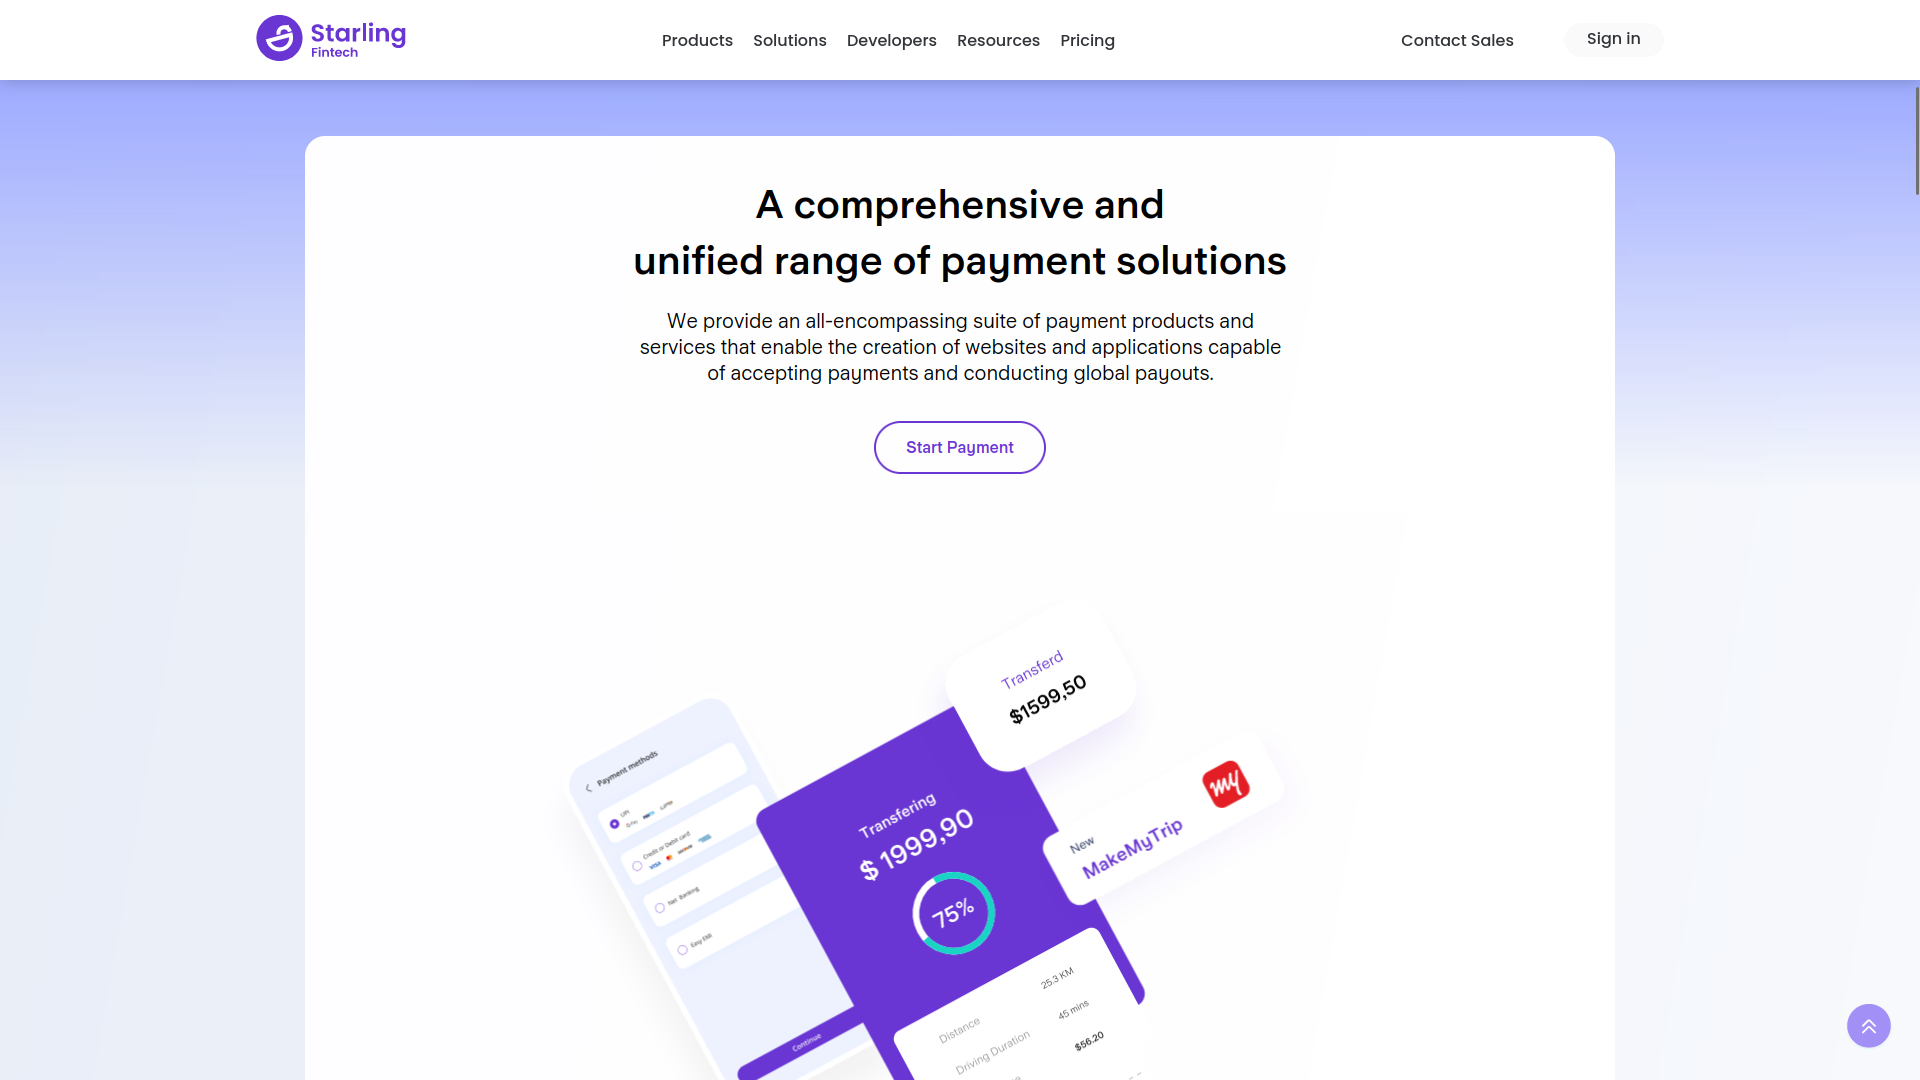 Starling
Fintech
Products
Solutions
Developers
Resources
Pricing
Contact Sales
Sign in
A comprehensive and
unified range of payment solutions
We provide an all-encompassing suite of payment products and
services that enable the creation of websites and applications capable
of accepting payments and conducting global payouts.
Start Payment
Transferd
$1599,50
Payment methods
UPI
Credit or Debit card
VISA
Net Banking
Easy EMI
Continue
Transfering
$ 1999,90
75%
New
MakeMyTrip
my
Distance
25.3 KM
Driving Duration
45 mins
$56.20